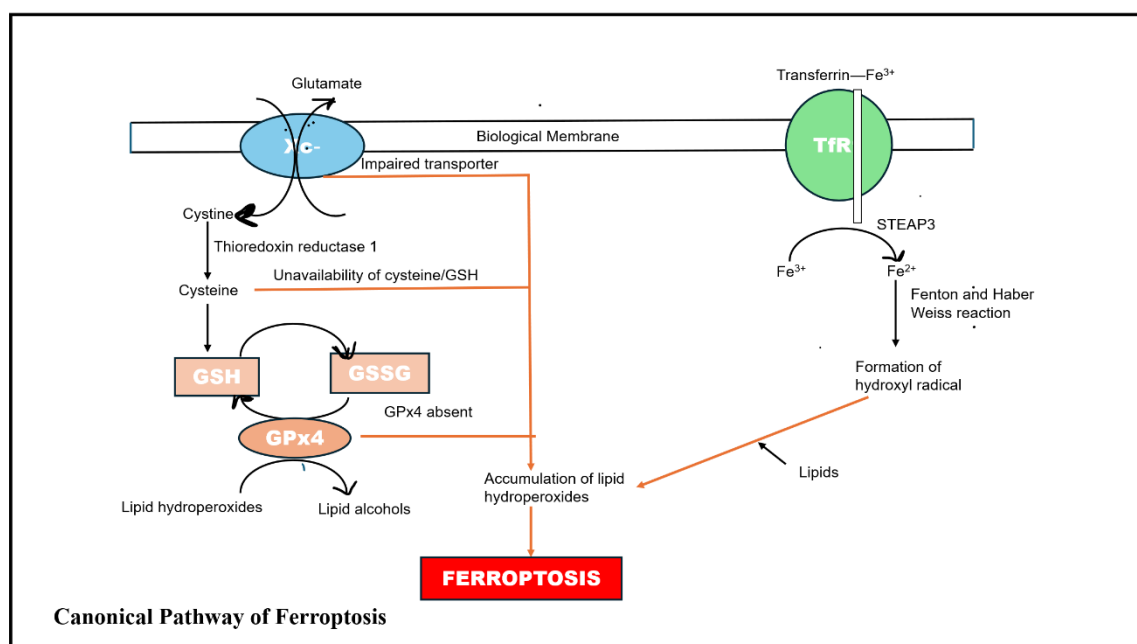 Glutamate
Transferrin—Fe³⁺
Biological Membrane
Xc-
TfR
Impaired transporter
Cystine
STEAP3
Thioredoxin reductase 1
Fe³⁺
Fe²⁺
Unavailability of cysteine/GSH
Cysteine
Fenton and Haber
Weiss reaction
GSH
GSSG
Formation of
hydroxyl radical
GPx4 absent
GPx4
Accumulation of lipid
hydroperoxides
Lipids
Lipid hydroperoxides
Lipid alcohols
FERROPTOSIS
Canonical Pathway of Ferroptosis